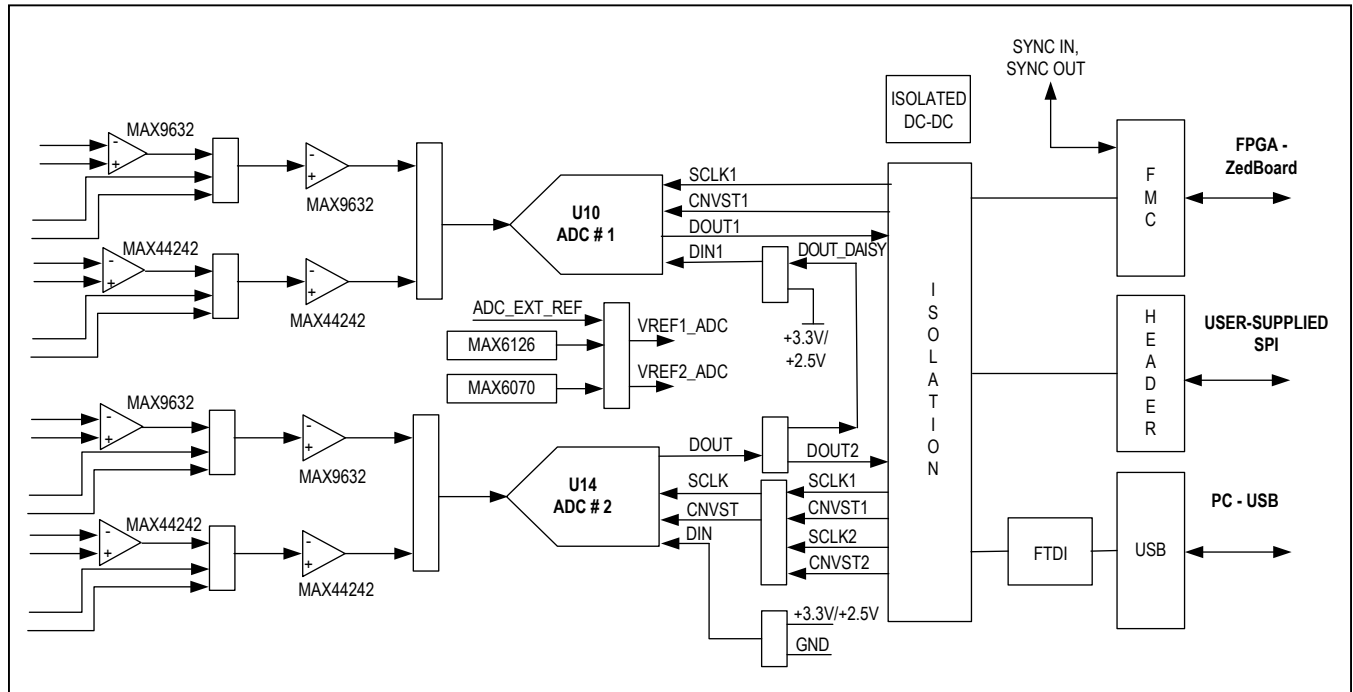 SYNC IN,
SYNC OUT
ISOLATED
DC-DC
MAX9632
MAX9632
MAX44242
MAX44242
U10
ADC # 1
SCLK1
CNVST1
DOUT1
DIN1
DOUT_DAISY
+3.3V/
+2.5V
ADC_EXT_REF
MAX6126
MAX6070
VREF1_ADC
VREF2_ADC
ISOLATION
FMC
FPGA -
ZedBoard
HEADER
USER-SUPPLIED
SPI
MAX9632
MAX9632
MAX44242
MAX44242
U14
ADC # 2
DOUT
SCLK
CNVST
DIN
DOUT2
SCLK1
CNVST1
SCLK2
CNVST2
+3.3V/+2.5V
GND
FTDI
USB
PC - USB